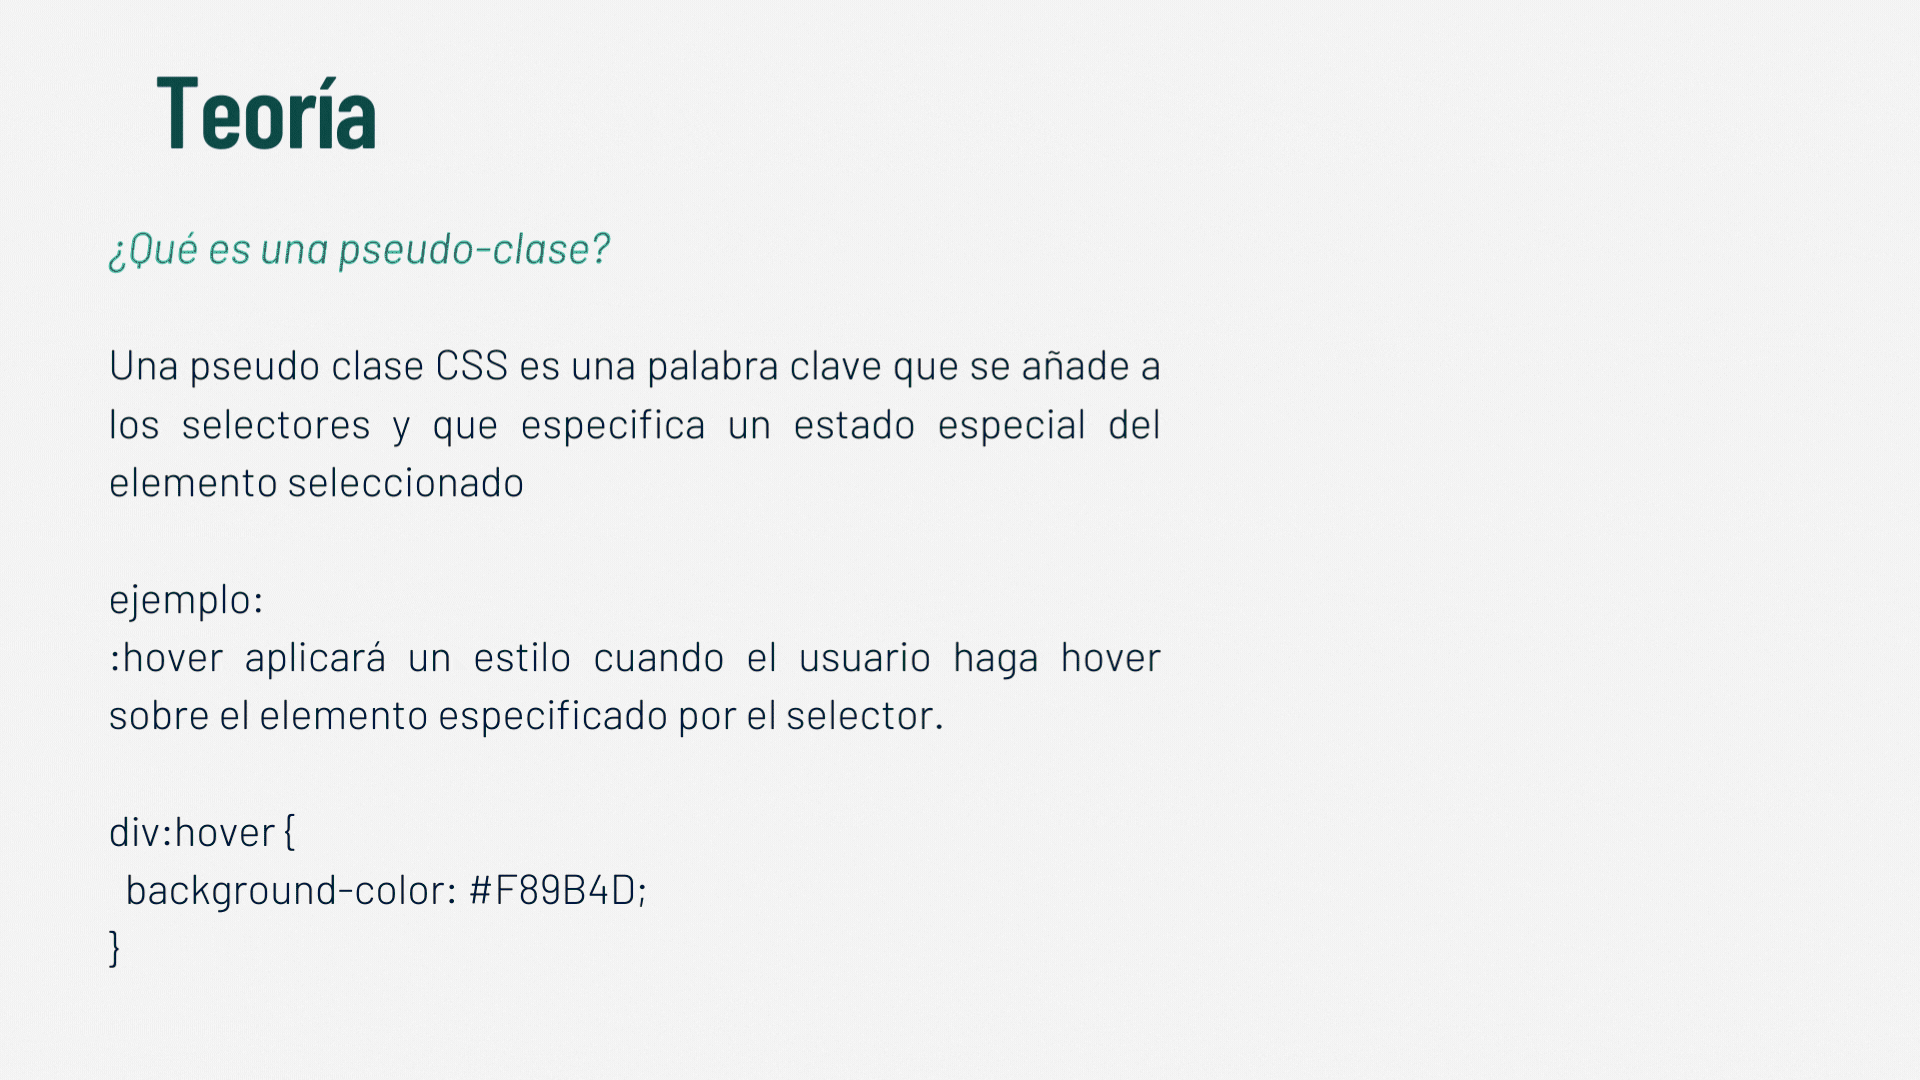 Teoría
¿Qué es una pseudo-clase?
Una pseudo clase CSS es una palabra clave que se añade a
los selectores y que especifica un estado especial del
elemento seleccionado
ejemplo:
:hover aplicará un estilo cuando el usuario haga hover
sobre el elemento especificado por el selector.
div:hover {
  background-color: #F89B4D;
}